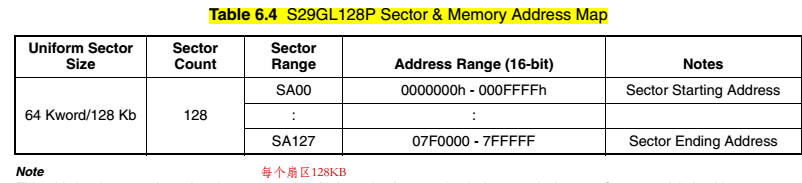 Table 6.4 S29GL128P Sector & Memory Address Map
Uniform Sector Size Sector Count Sector Range Address Range (16-bit) Notes
64 Kword/128 Kb 128 SA00 0000000h - 000FFFFh Sector Starting Address
: :
SA127 07F0000 - 7FFFFF Sector Ending Address
Note
每个扇区128KB